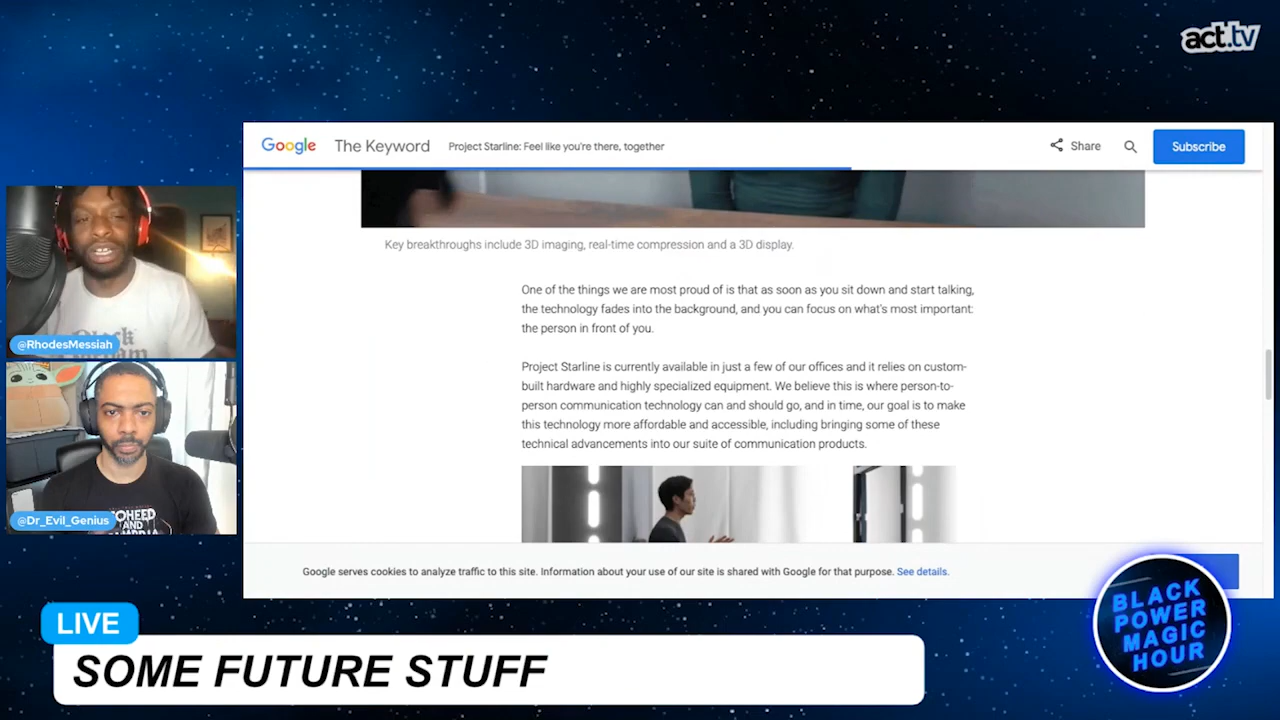 act.tv
Google The Keyword Project Starline: Feel like you're there, together Share Subscribe
Key breakthroughs include 3D imaging, real-time compression and a 3D display.
One of the things we are most proud of is that as soon as you sit down and start talking,
the technology fades into the background, and you can focus on what's most important:
the person in front of you.
Project Starline is currently available in just a few of our offices and it relies on custom-
built hardware and highly specialized equipment. We believe this is where person-to-
person communication technology can and should go, and in time, our goal is to make
this technology more affordable and accessible, including bringing some of these
technical advancements into our suite of communication products.
Google serves cookies to analyze traffic to this site. Information about your use of our site is shared with Google for that purpose. See details.
Black
@RhodesMessiah
@Dr_Evil_Genius
AND
LIVE
SOME FUTURE STUFF
BLACK
POWER
MAGIC
HOUR